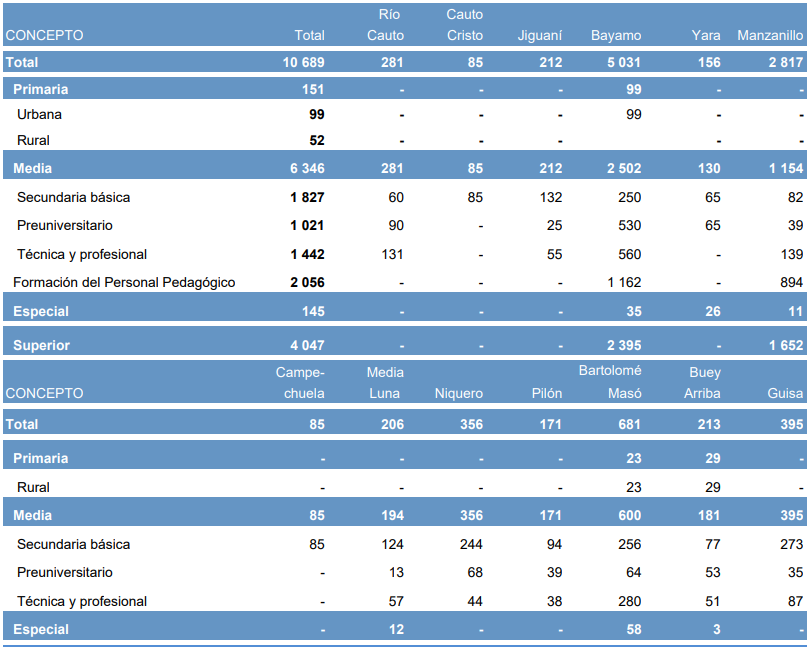 CONCEPTO Total Río Cauto Cauto Cristo Jiguaní Bayamo Yara Manzanillo
Total 10 689 281 85 212 5 031 156 2 817
Primaria 151 - - - 99 - -
Urbana 99 - - - 99 - -
Rural 52 - - - - -
Media 6 346 281 85 212 2 502 130 1 154
Secundaria básica 1 827 60 85 132 250 65 82
Preuniversitario 1 021 90 - 25 530 65 39
Técnica y profesional 1 442 131 - 55 560 - 139
Formación del Personal Pedagógico 2 056 - - - 1 162 - 894
Especial 145 - - - 35 26 11
Superior 4 047 - - - 2 395 - 1 652
CONCEPTO Campe-chuela Media Luna Niquero Pilón Bartolomé Masó Buey Arriba Guisa
Total 85 206 356 171 681 213 395
Primaria - - - - 23 29 -
Rural - - - - 23 29 -
Media 85 194 356 171 600 181 395
Secundaria básica 85 124 244 94 256 77 273
Preuniversitario - 13 68 39 64 53 35
Técnica y profesional - 57 44 38 280 51 87
Especial - 12 - - 58 3 -